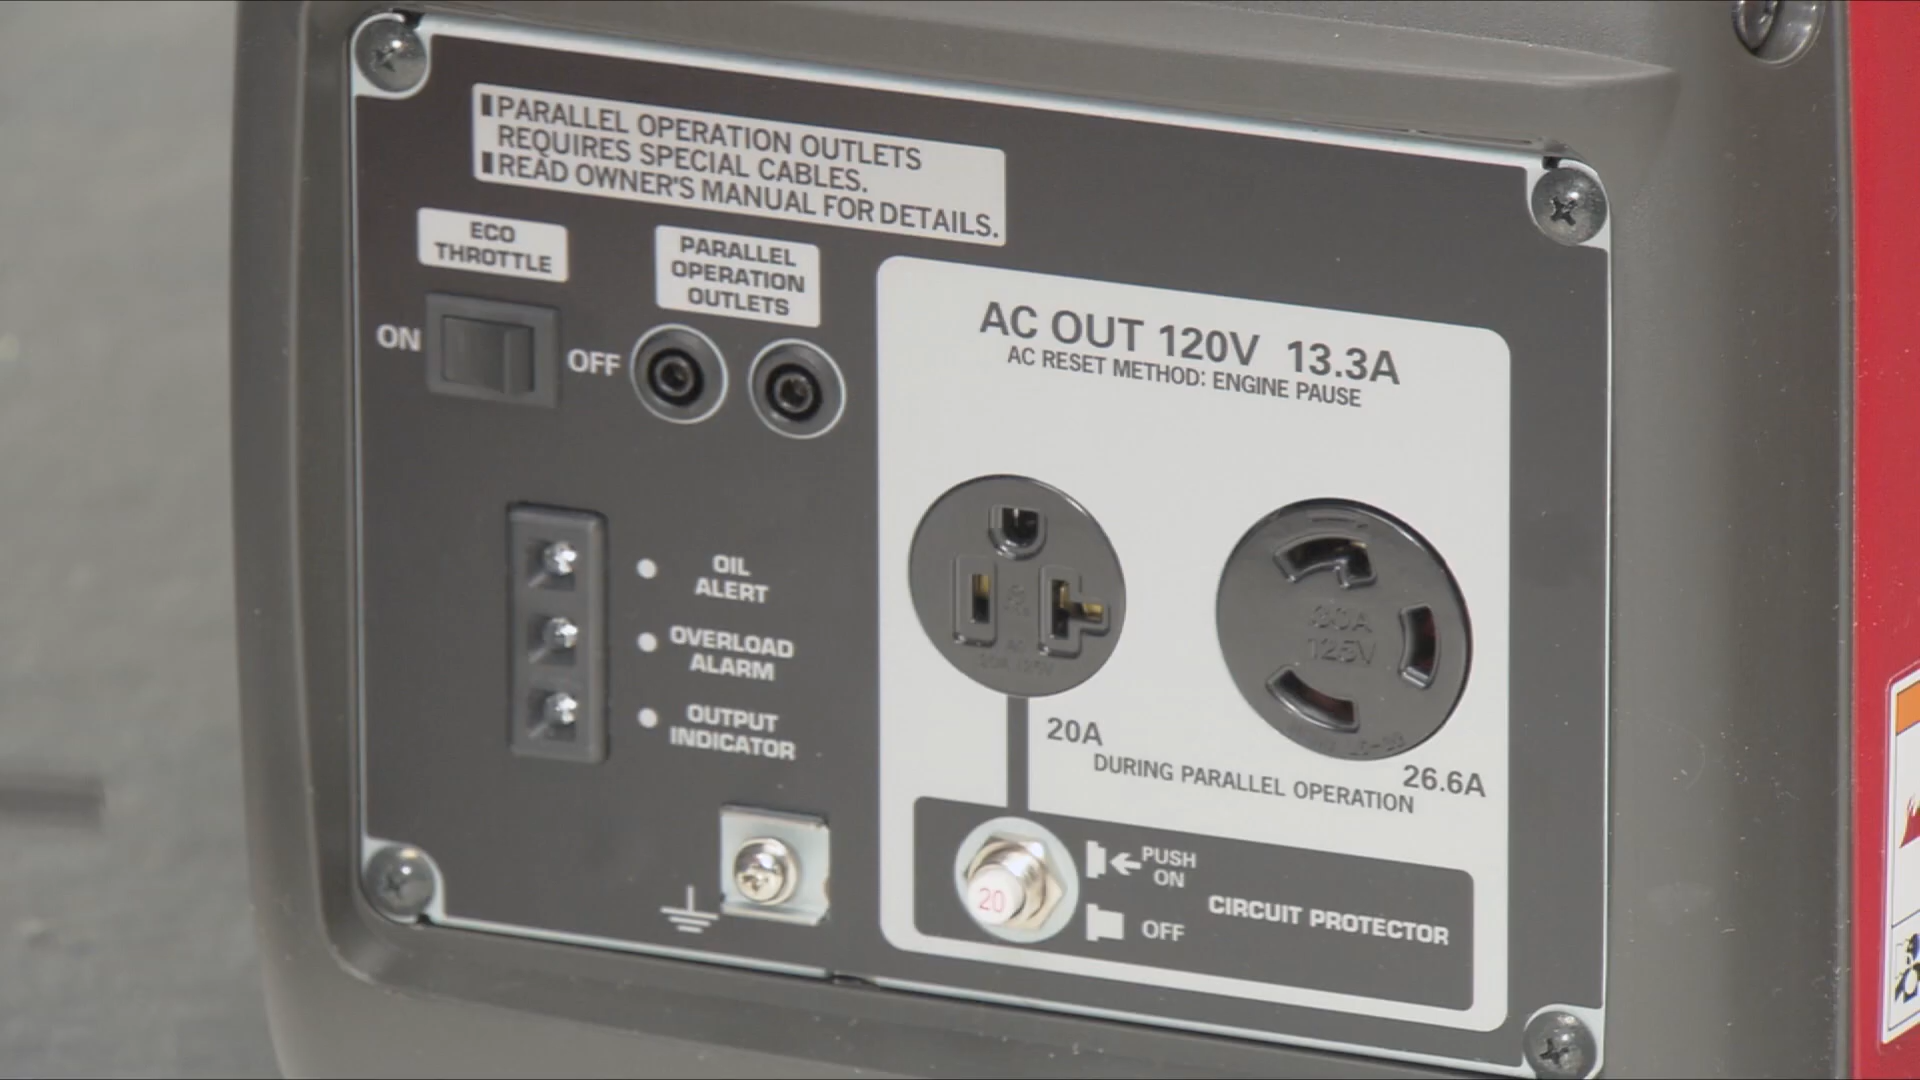 PARALLEL OPERATION OUTLETS
REQUIRES SPECIAL CABLES.
READ OWNER'S MANUAL FOR DETAILS.
ECO
THROTTLE
ON
OFF
PARALLEL
OPERATION
OUTLETS
AC OUT 120V 13.3A
AC RESET METHOD: ENGINE PAUSE
OIL
ALERT
OVERLOAD
ALARM
OUTPUT
INDICATOR
30A
125V
20A
26.6A
DURING PARALLEL OPERATION
20
PUSH
ON
OFF
CIRCUIT PROTECTOR